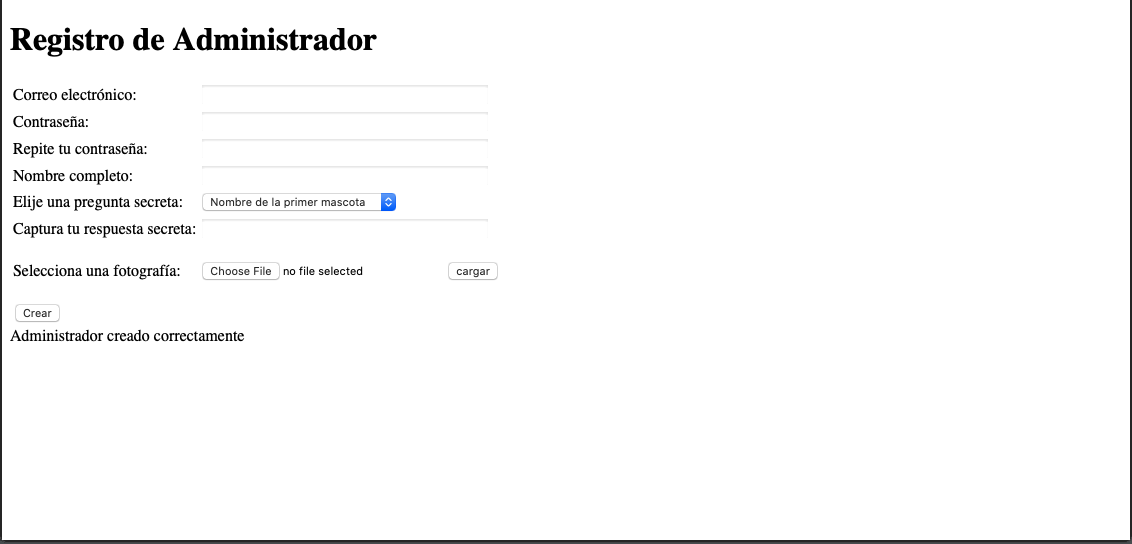 Registro de Administrador
Correo electrónico:
Contraseña:
Repite tu contraseña:
Nombre completo:
Elije una pregunta secreta: Nombre de la primer mascota
Captura tu respuesta secreta:
Selecciona una fotografía: Choose File no file selected cargar
Crear
Administrador creado correctamente